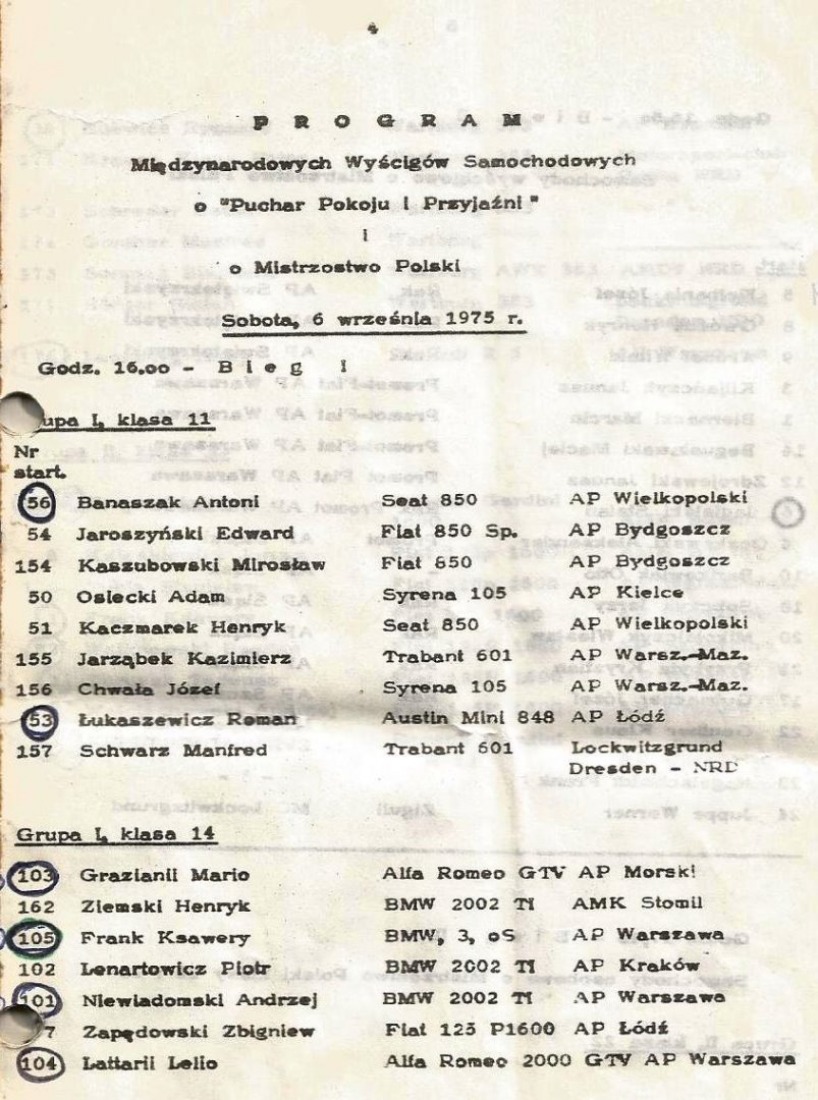 4
P R O G R A M
Międzynarodowych Wyścigów Samochodowych
o "Puchar Pokoju i Przyjaźni"
i
o Mistrzostwo Polski
Sobota, 6 września 1975 r.
Godz. 16.oo - B i e g I
upa I, klasa 11
Nr
start.
56 Banaszak Antoni Seat 850 AP Wielkopolski
54 Jaroszyński Edward Fiat 850 Sp. AP Bydgoszcz
154 Kaszubowski Mirosław Fiat 850 AP Bydgoszcz
50 Osiecki Adam Syrena 105 AP Kielce
51 Kaczmarek Henryk Seat 850 AP Wielkopolski
155 Jarząbek Kazimierz Trabant 601 AP Warsz.-Maz.
156 Chwała Józef Syrena 105 AP Warsz.-Maz.
53 Łukaszewicz Roman Austin Mini 848 AP Łódź
157 Schwarz Manfred Trabant 601 Lockwitzgrund
Dresden - NRD
Grupa I, klasa 14
103 Grazianii Mario Alfa Romeo GTV AP Morski
162 Ziemski Henryk BMW 2002 TI AMK Stomil
105 Frank Ksawery BMW, 3, oS AP Warszawa
102 Lenartowicz Piotr BMW 2002 TI AP Kraków
101 Niewiadomski Andrzej BMW 2002 TI AP Warszawa
7 Zapędowski Zbigniew Fiat 125 P1600 AP Łódź
104 Lattarii Lelio Alfa Romeo 2000 GTV AP Warszawa